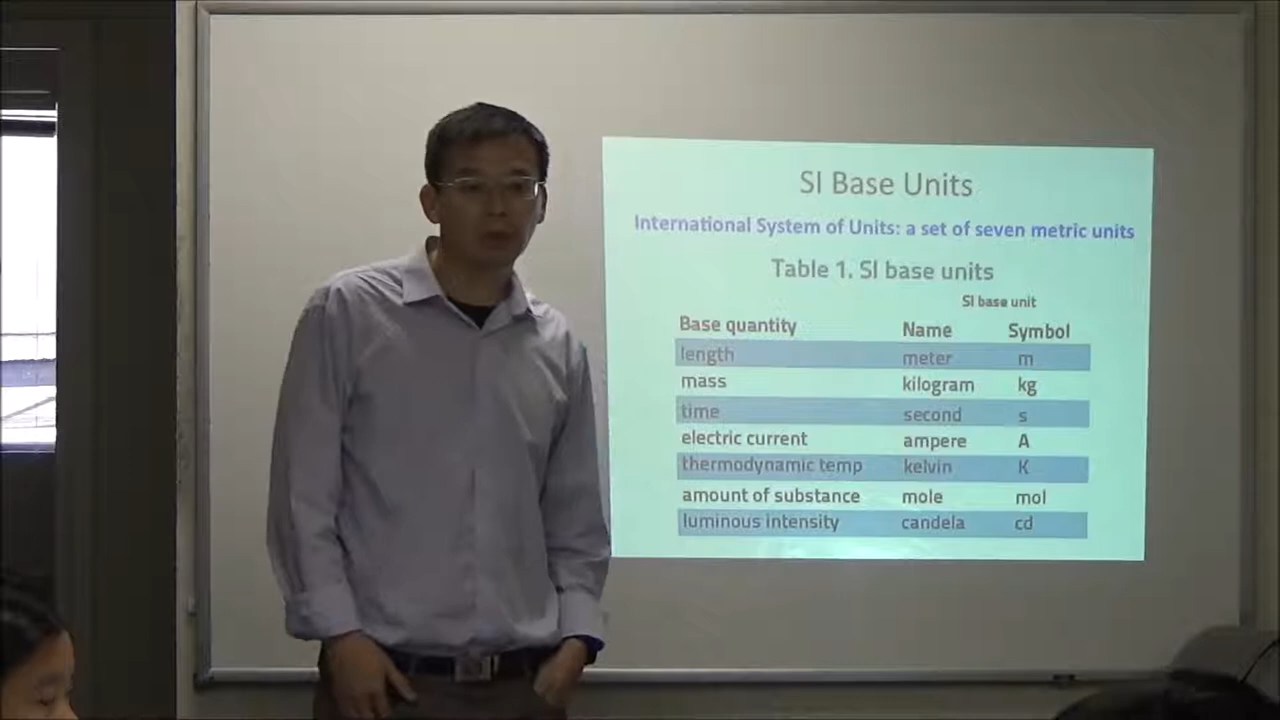 SI Base Units
International System of Units: a set of seven metric units
Table 1. SI base units
SI base unit
Base quantity Name Symbol
length meter m
mass kilogram kg
time second s
electric current ampere A
thermodynamic temp kelvin K
amount of substance mole mol
luminous intensity candela cd